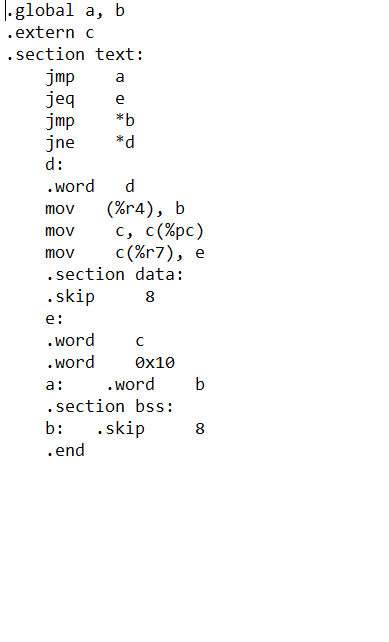 .global a, b
.extern c
.section text:
    jmp    a
    jeq    e
    jmp    *b
    jne    *d
    d:
    .word   d
    mov   (%r4), b
    mov    c, c(%pc)
    mov    c(%r7), e
    .section data:
    .skip     8
    e:
    .word    c
    .word    0x10
    a:    .word    b
    .section bss:
    b:   .skip     8
    .end